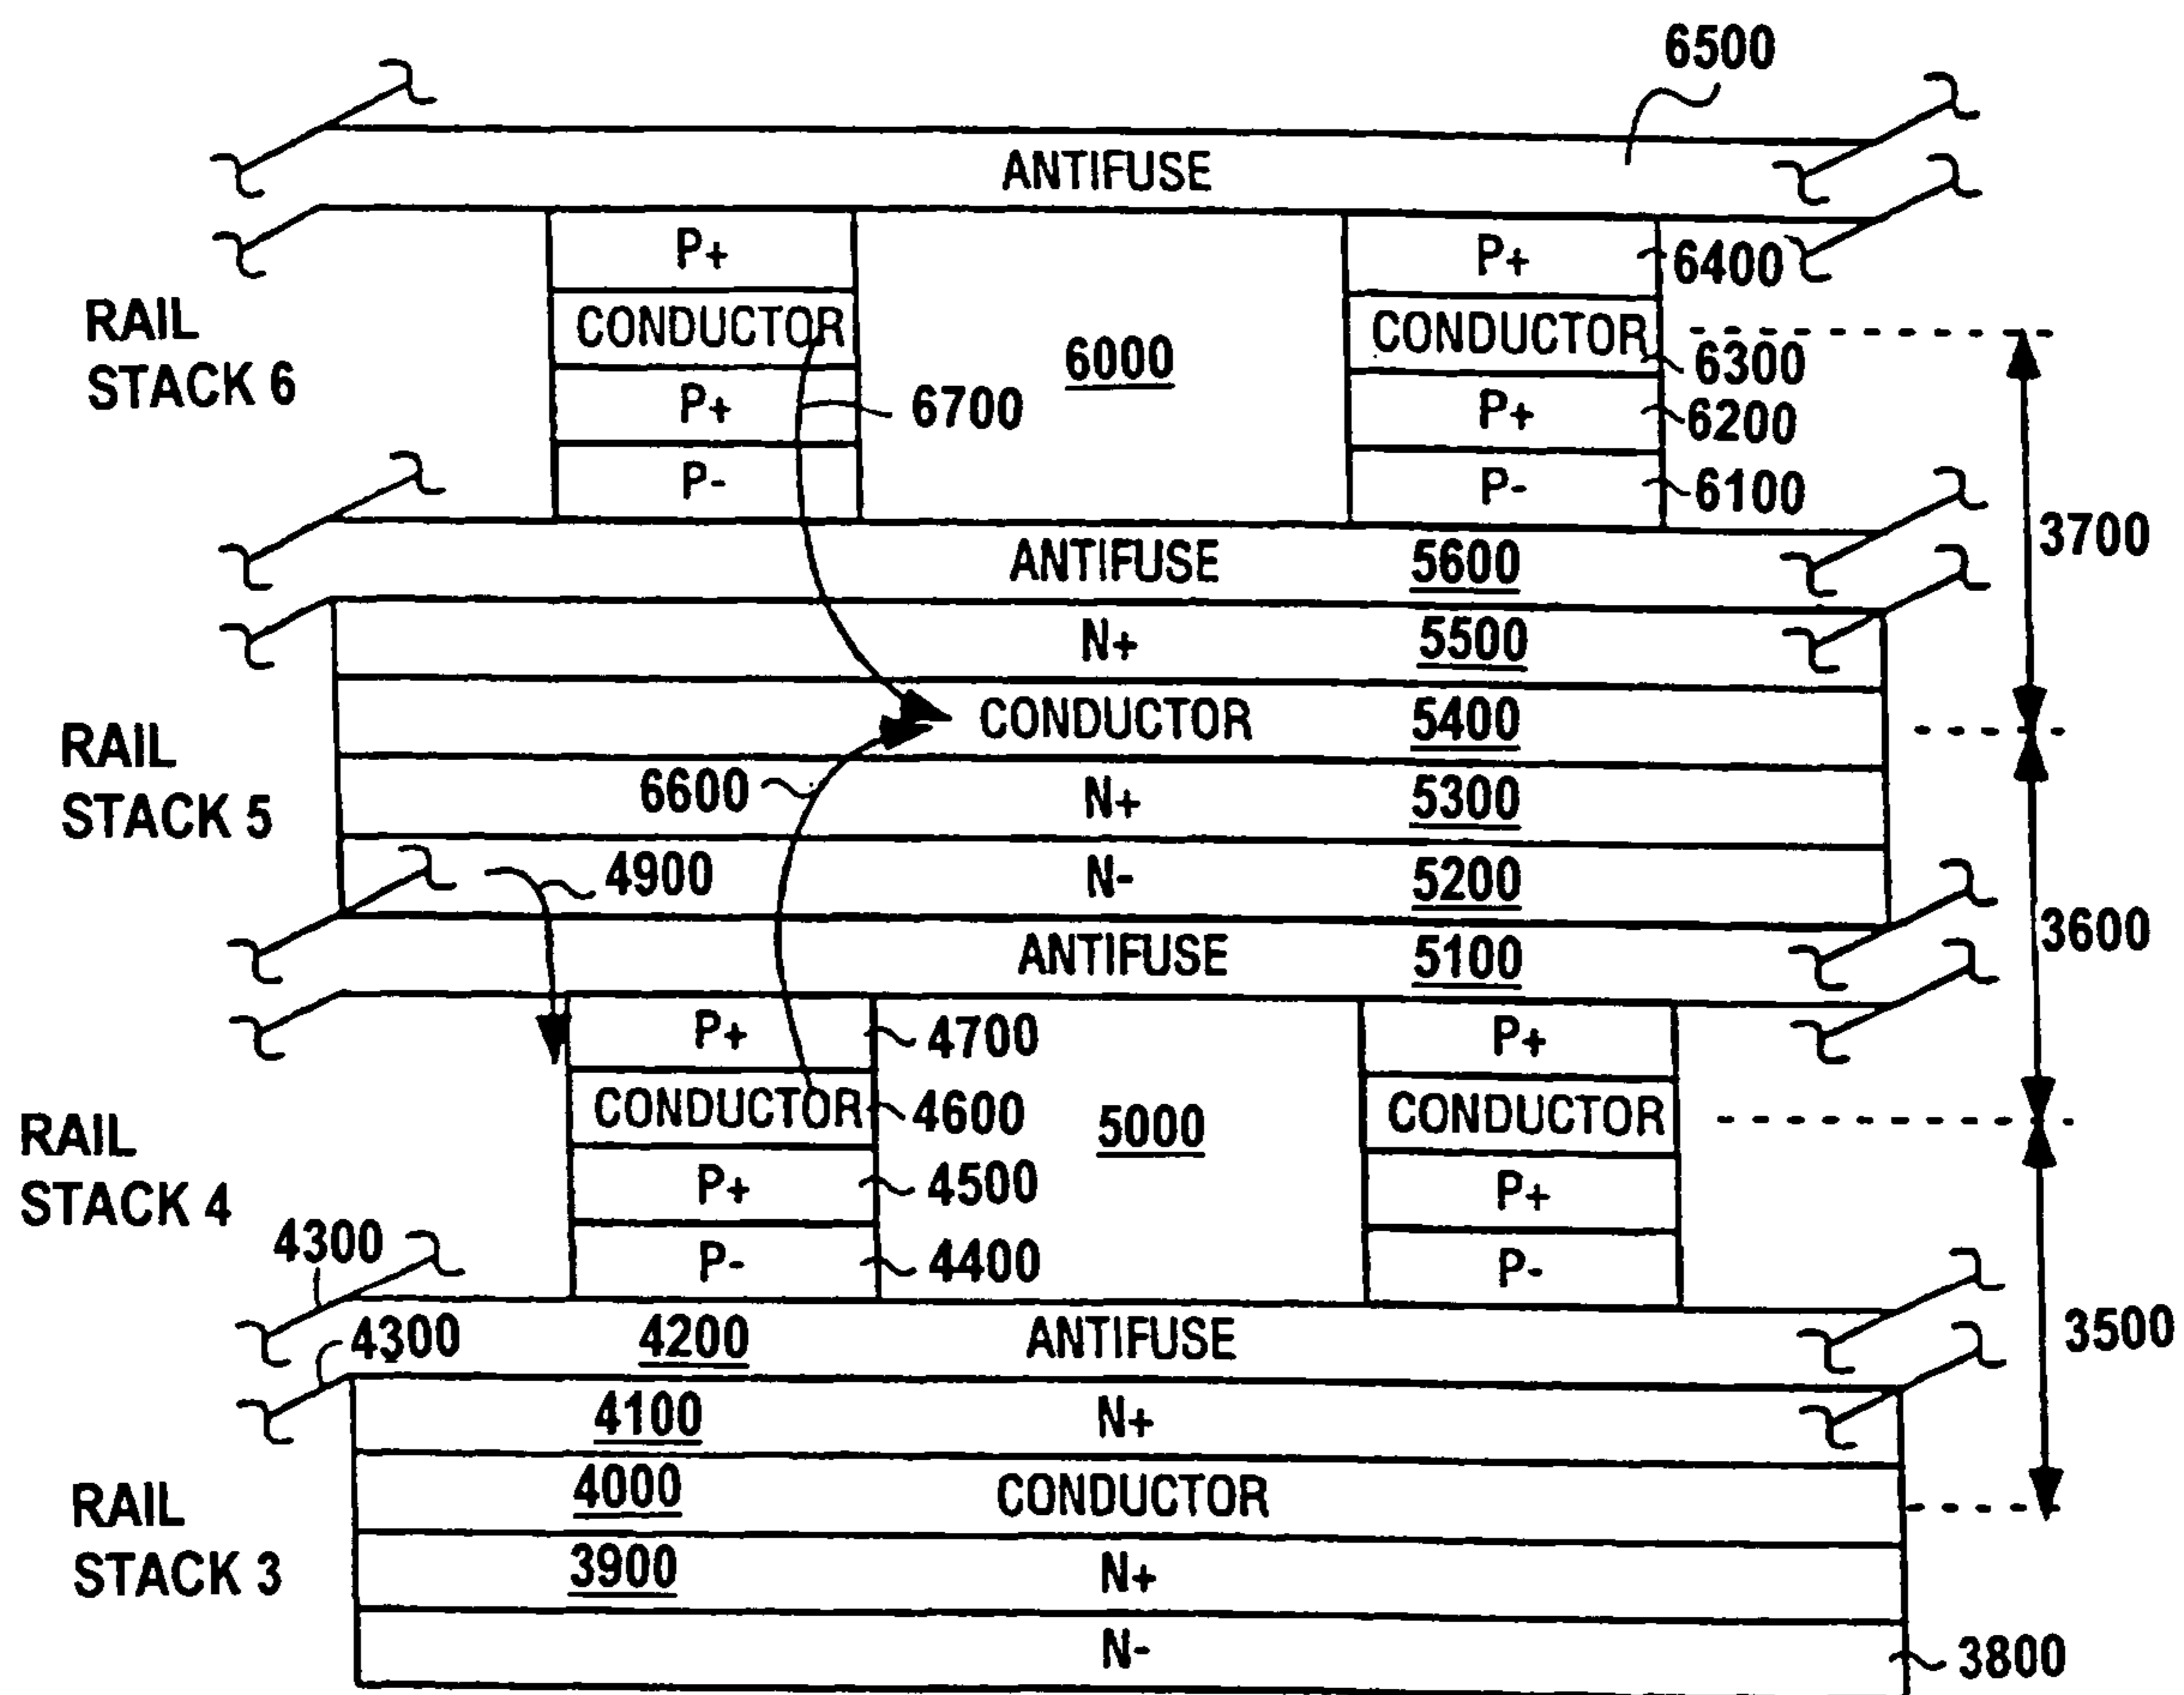 6500
ANTIFUSE
P+ P+ 6400
RAIL STACK 6
CONDUCTOR 6000 CONDUCTOR 6300
P+ 6700 P+ 6200
P- P- 6100
3700
ANTIFUSE 5600
N+ 5500
RAIL STACK 5
CONDUCTOR 5400
6600 N+ 5300
4900 N- 5200
3600
ANTIFUSE 5100
P+ 4700 P+
RAIL STACK 4
CONDUCTOR 4600 5000 CONDUCTOR
P+ 4500 P+
4300
P- 4400 P-
4300 4200 ANTIFUSE 3500
4100 N+
RAIL STACK 3
4000 CONDUCTOR
3900 N+
N- 3800